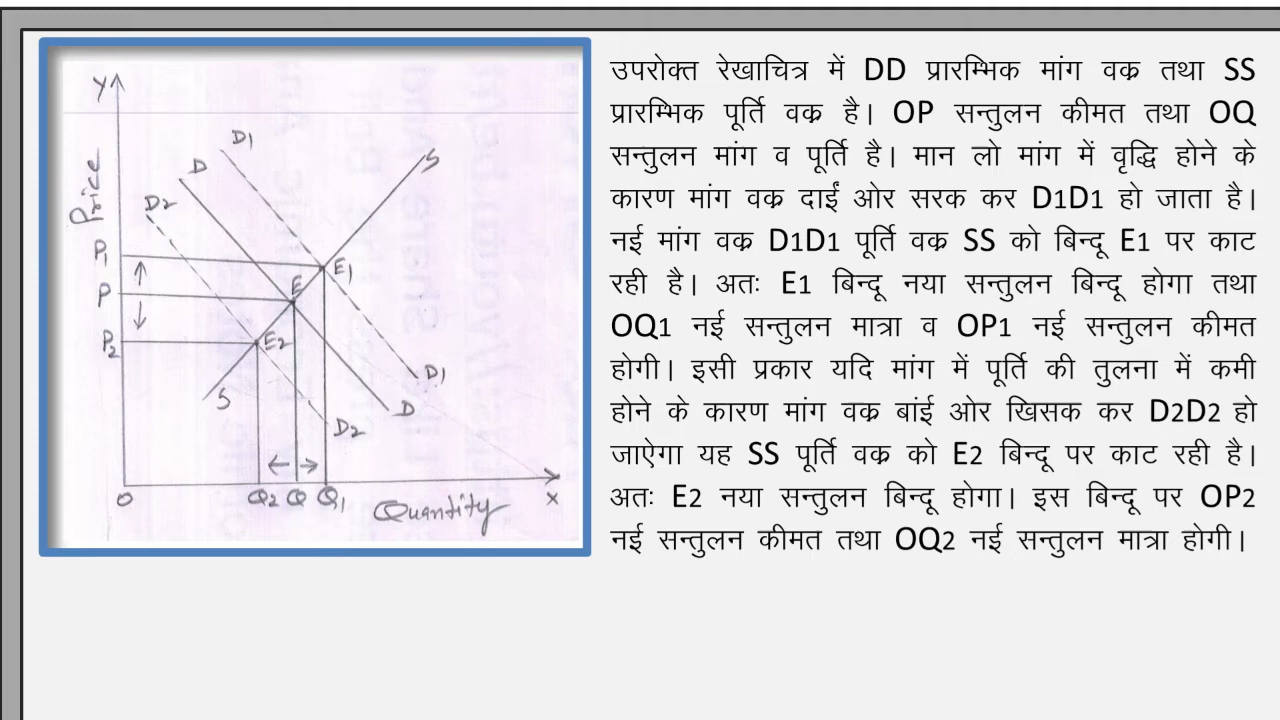 Y
Price
D1
D
D2
S
P1
P
P2
E1
E
E2
S
D1
D
D2
O
Q2 Q Q1
Quantity
X
उपरोक्त रेखाचित्र में DD प्रारम्भिक मांग वक्र तथा SS
प्रारम्भिक पूर्ति वक्र है। OP सन्तुलन कीमत तथा OQ
सन्तुलन मांग व पूर्ति है। मान लो मांग में वृद्धि होने के
कारण मांग वक्र दाईं ओर सरक कर D1D1 हो जाता है।
नई मांग वक्र D1D1 पूर्ति वक्र SS को बिन्दू E1 पर काट
रही है। अतः E1 बिन्दू नया सन्तुलन बिन्दू होगा तथा
OQ1 नई सन्तुलन मात्रा व OP1 नई सन्तुलन कीमत
होगी। इसी प्रकार यदि मांग में पूर्ति की तुलना में कमी
होने के कारण मांग वक्र बांई ओर खिसक कर D2D2 हो
जाऐगा यह SS पूर्ति वक्र को E2 बिन्दू पर काट रही है।
अतः E2 नया सन्तुलन बिन्दू होगा। इस बिन्दू पर OP2
नई सन्तुलन कीमत तथा OQ2 नई सन्तुलन मात्रा होगी।